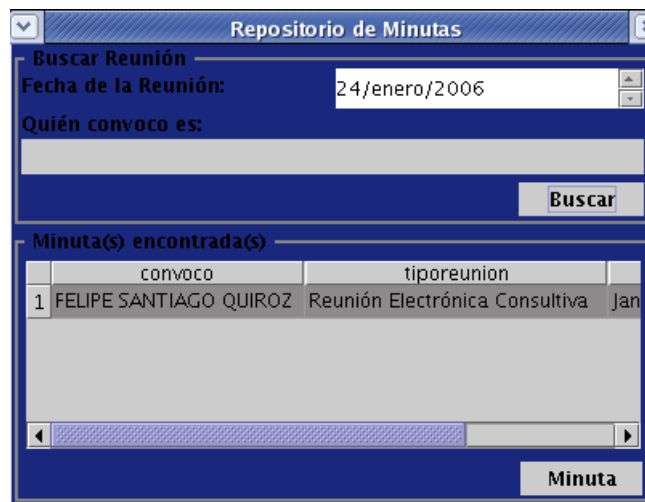 Repositorio de Minutas
Buscar Reunión
Fecha de la Reunión: 24/enero/2006
Quién convoco es:
Buscar
Minuta(s) encontrada(s)
convoco tiporeunion
1 FELIPE SANTIAGO QUIROZ Reunión Electrónica Consultiva Jan
Minuta